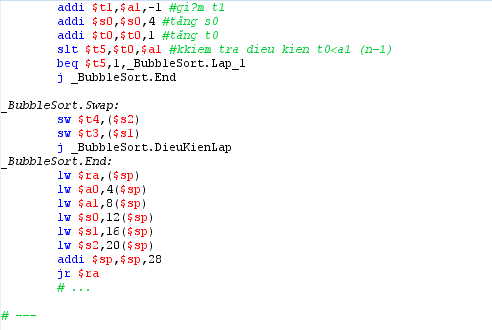 addi $t1,$a1,-1 #gi?m t1
addi $s0,$s0,4 #tăng s0
addi $t0,$t0,1 #tăng t0
slt $t5,$t0,$a1 #kkiem tra dieu kien t0<a1 (n-1)
beq $t5,1,_BubbleSort.Lap_1
j _BubbleSort.End
_BubbleSort.Swap:
sw $t4,($s2)
sw $t3,($s1)
j _BubbleSort.DieuKienLap
_BubbleSort.End:
lw $ra,($sp)
lw $a0,4($sp)
lw $a1,8($sp)
lw $s0,12($sp)
lw $s1,16($sp)
lw $s2,20($sp)
addi $sp,$sp,28
jr $ra
# ...
# ---